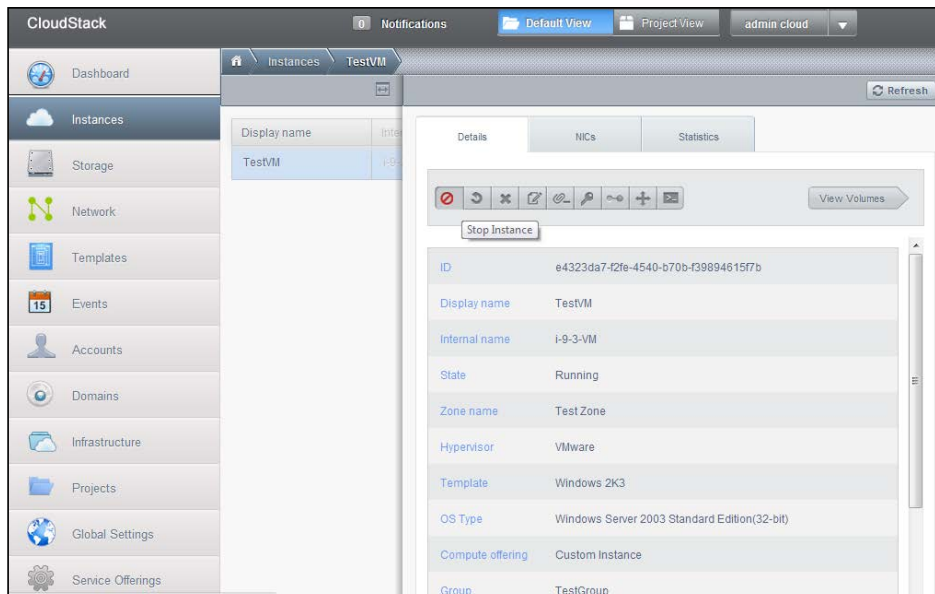 CloudStack
0 Notifications
Default View
Project View
admin cloud
Dashboard
Instances
Storage
Network
Templates
15 Events
Accounts
Domains
Infrastructure
Projects
Global Settings
Service Offerings
Instances
TestVM
Refresh
Display name
TestVM
Details
NICs
Statistics
View Volumes
Stop Instance
ID e4323da7-f2fe-4540-b70b-f39894615f7b
Display name TestVM
Internal name i-9-3-VM
State Running
Zone name Test Zone
Hypervisor VMware
Template Windows 2K3
OS Type Windows Server 2003 Standard Edition(32-bit)
Compute offering Custom Instance
Group TestGroup